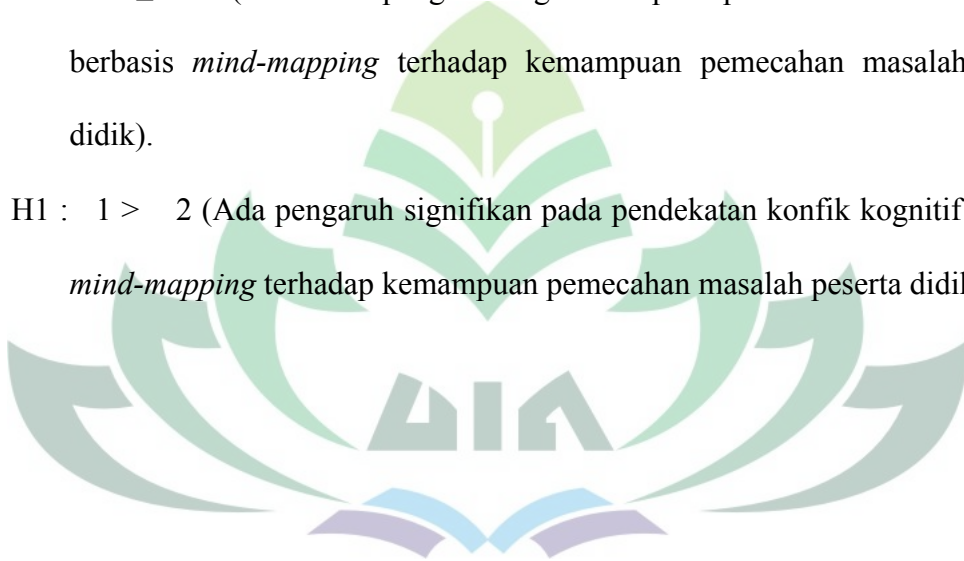 berbasis mind-mapping terhadap kemampuan pemecahan masalah
didik).
H1 : 1 > 2 (Ada pengaruh signifikan pada pendekatan konfik kognitif
mind-mapping terhadap kemampuan pemecahan masalah peserta didik
UIN